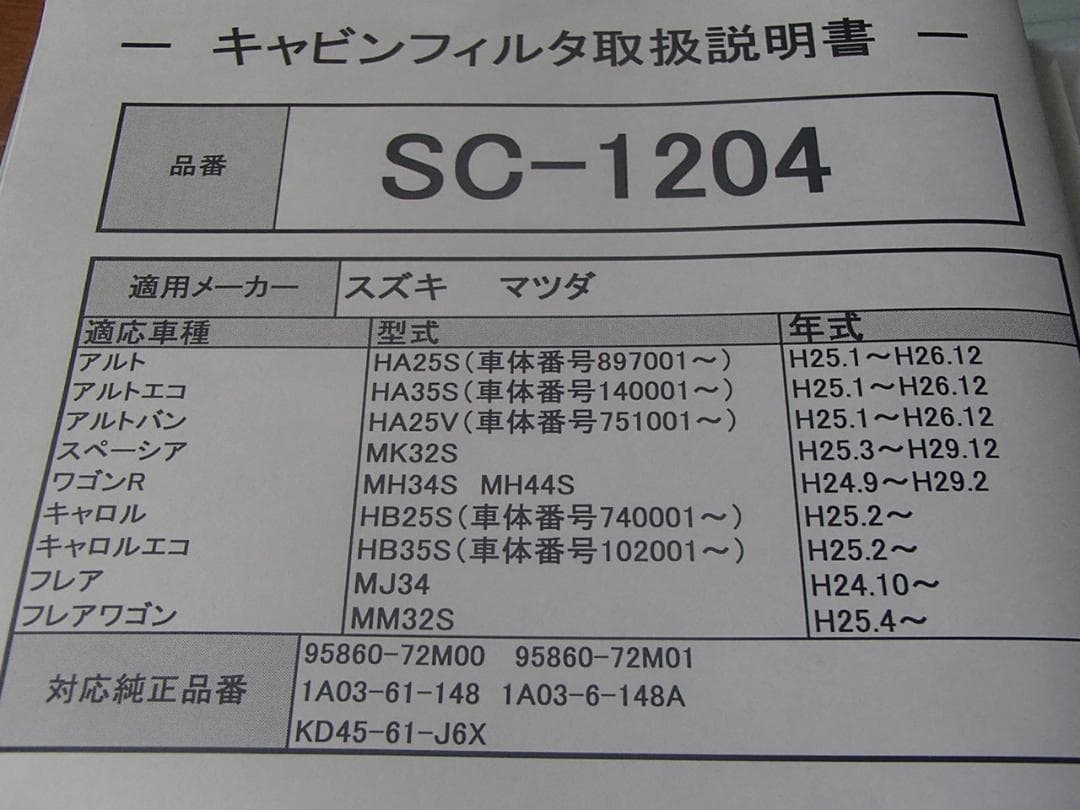 ― キャビンフィルタ取扱説明書 ―
品番 SC-1204
適用メーカー スズキ マツダ
適応車種 型式 年式
アルト HA25S(車体番号897001～) H25.1～H26.12
アルトエコ HA35S(車体番号140001～) H25.1～H26.12
アルトバン HA25V(車体番号751001～) H25.1～H26.12
スペーシア MK32S H25.3～H29.12
ワゴンR MH34S MH44S H24.9～H29.2
キャロル HB25S(車体番号740001～) H25.2～
キャロルエコ HB35S(車体番号102001～) H25.2～
フレア MJ34 H24.10～
フレアワゴン MM32S H25.4～
対応純正品番
95860-72M00 95860-72M01
1A03-61-148 1A03-6-148A
KD45-61-J6X